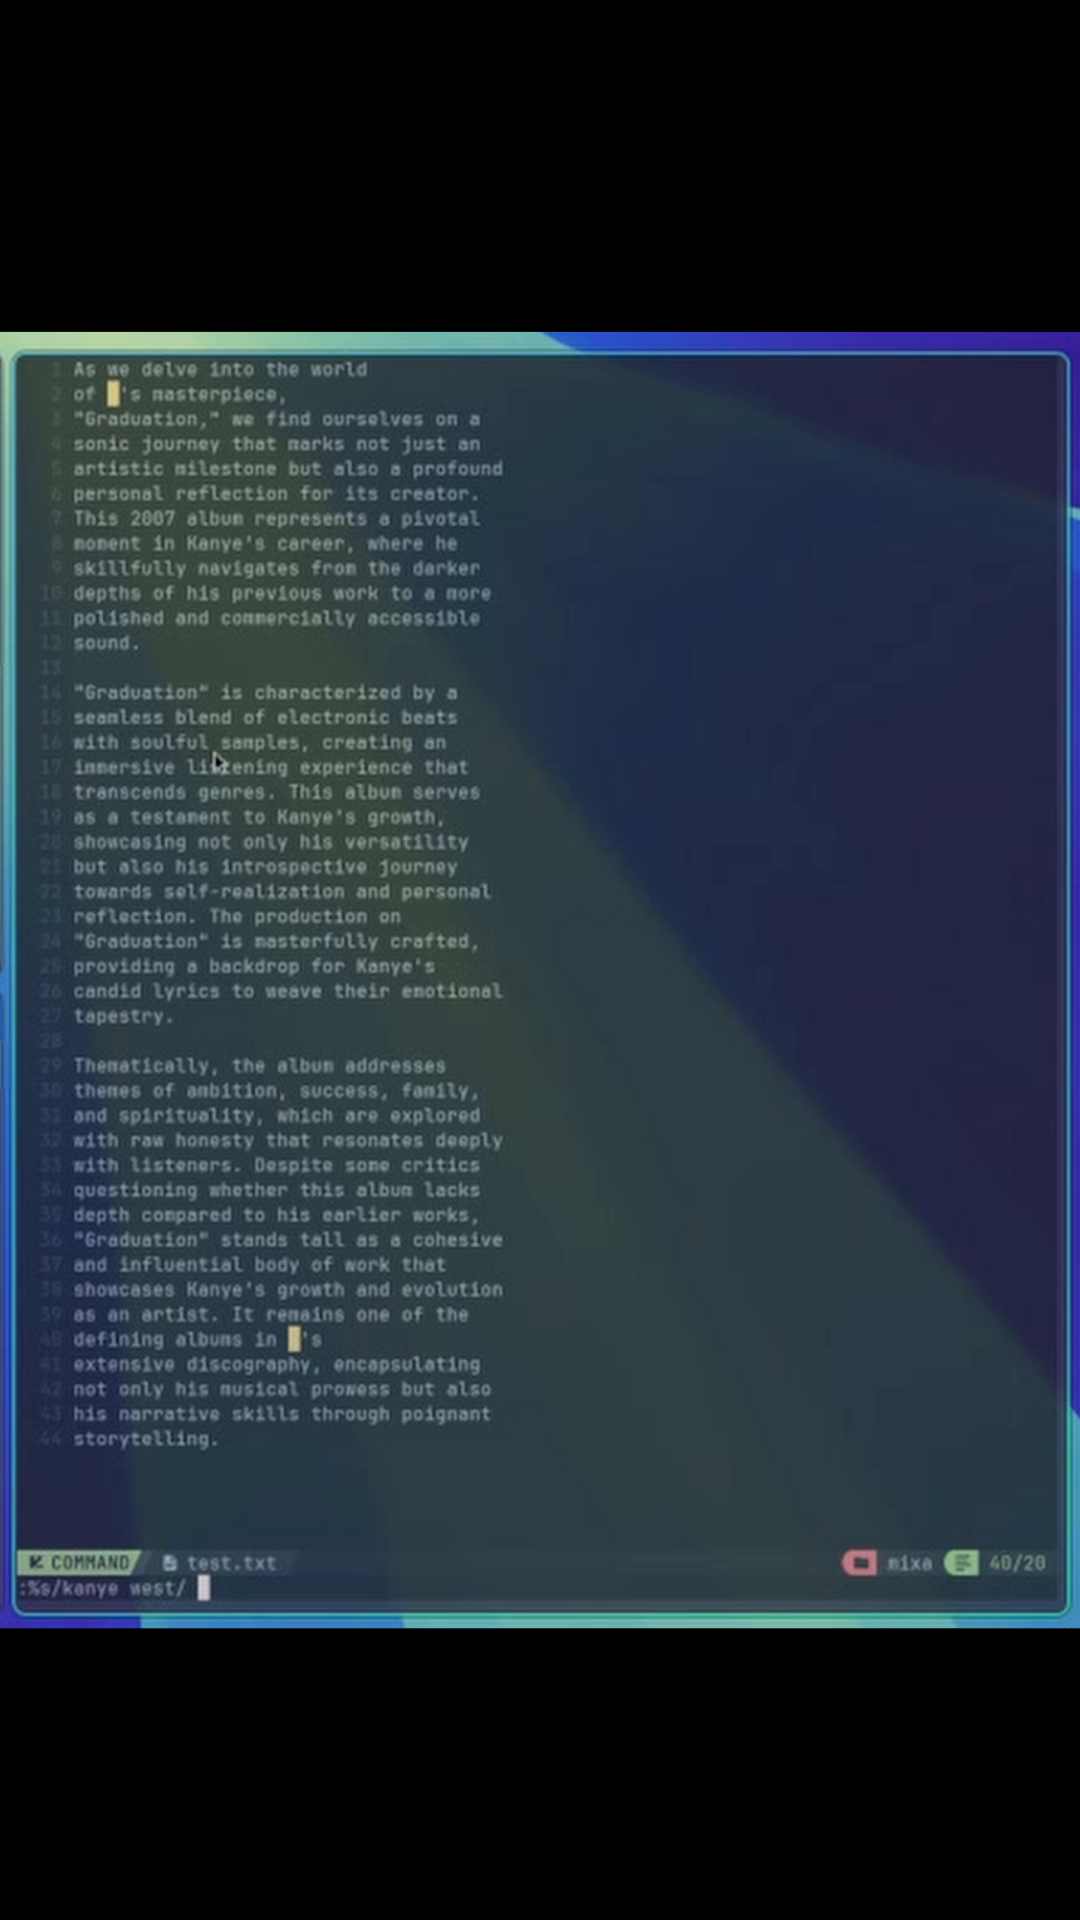 1 As we delve into the world
2 of 's masterpiece,
3 "Graduation," we find ourselves on a
4 sonic journey that marks not just an
5 artistic milestone but also a profound
6 personal reflection for its creator.
7 This 2007 album represents a pivotal
8 moment in Kanye's career, where he
9 skillfully navigates from the darker
10 depths of his previous work to a more
11 polished and commercially accessible
12 sound.
13
14 "Graduation" is characterized by a
15 seamless blend of electronic beats
16 with soulful samples, creating an
17 immersive listening experience that
18 transcends genres. This album serves
19 as a testament to Kanye's growth,
20 showcasing not only his versatility
21 but also his introspective journey
22 towards self-realization and personal
23 reflection. The production on
24 "Graduation" is masterfully crafted,
25 providing a backdrop for Kanye's
26 candid lyrics to weave their emotional
27 tapestry.
28
29 Thematically, the album addresses
30 themes of ambition, success, family,
31 and spirituality, which are explored
32 with raw honesty that resonates deeply
33 with listeners. Despite some critics
34 questioning whether this album lacks
35 depth compared to his earlier works,
36 "Graduation" stands tall as a cohesive
37 and influential body of work that
38 showcases Kanye's growth and evolution
39 as an artist. It remains one of the
40 defining albums in 's
41 extensive discography, encapsulating
42 not only his musical prowess but also
43 his narrative skills through poignant
44 storytelling.
COMMAND test.txt mixa 40/20
:%s/kanye west/